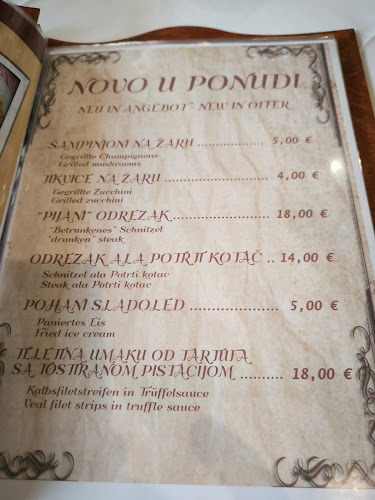 NOVO U PONUDI
NEU IN ANGEBOT - NEW IN OFFER
ŠAMPINJONI NA ŽARU .................. 5,00 €
Gegrillte Champignons
Grilled mushrooms
TIKVICE NA ŽARU ...................... 4,00 €
Gegrillte Zucchini
Grilled zucchini
"PIJANI" ODREZAK ...................... 18,00 €
"Betrunkenes" Schnitzel
"drunken" steak
ODREZAK ALA POTRTI KOTAČ .. 14,00 €
Schnitzel ala Potrti kotac
Steak ala Potrti kotac
POHANI SLADOLED ...................... 5,00 €
Paniertes Eis
Fried ice cream
TELETINA UMAKU OD TARTUFA
SA TOSTIRANOM PISTACIJOM .......... 18,00 €
Kalbsfiletstreifen in Trüffelsauce
Veal filet strips in truffle sauce